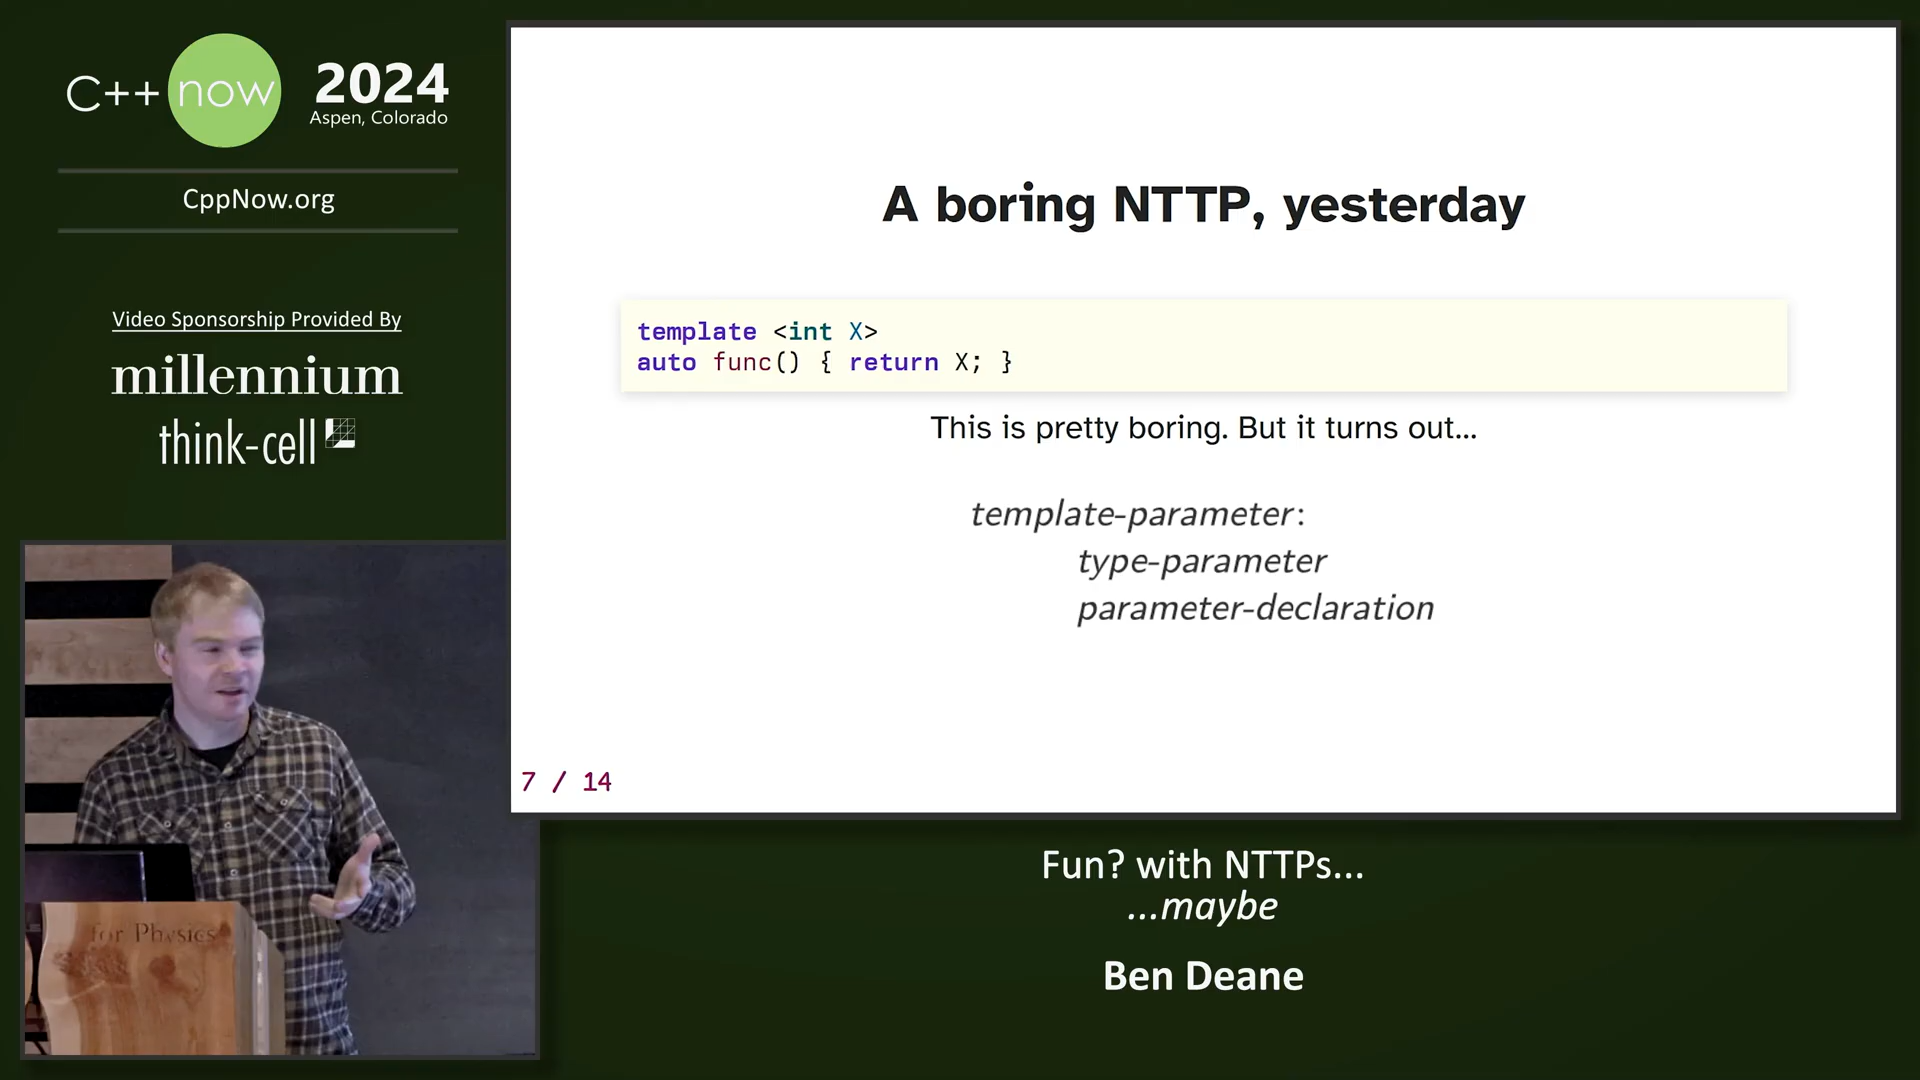 C++ now 2024
Aspen, Colorado
CppNow.org
Video Sponsorship Provided By
millennium
think-cell
A boring NTTP, yesterday
template <int X>
auto func() { return X; }
This is pretty boring. But it turns out...
template-parameter:
type-parameter
parameter-declaration
7 / 14
for Physics
Fun? with NTTPs...
...maybe
Ben Deane